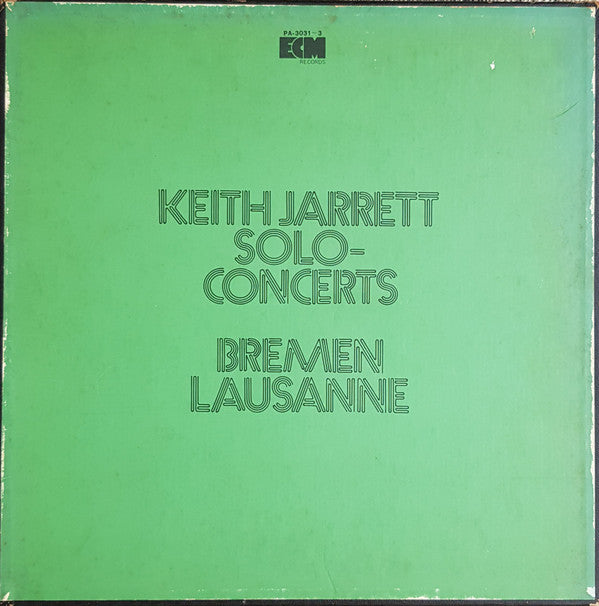 PA-3031~3
ECM
RECORDS
KEITH JARRETT
SOLO-
CONCERTS
BREMEN
LAUSANNE